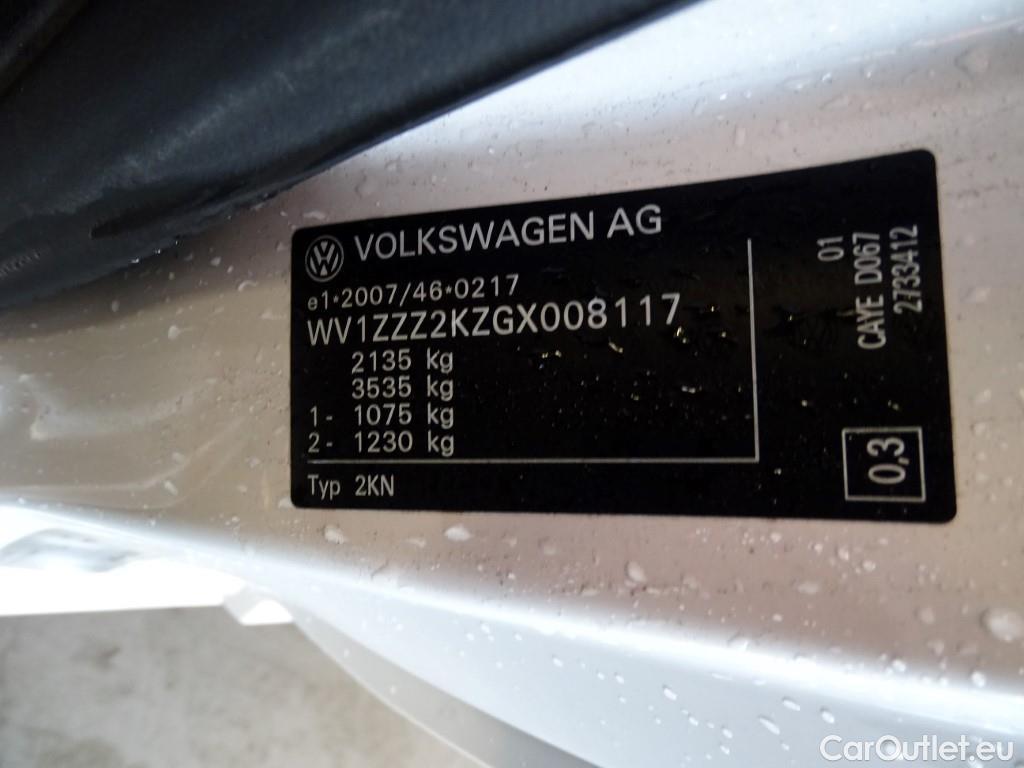 VOLKSWAGEN AG
e1*2007/46*0217
WV1ZZZ2KZGX008117
2135 kg
3535 kg
1- 1075 kg
2- 1230 kg
Typ 2KN
01
CAYE D067
2733412
0,3
CarOutlet.eu